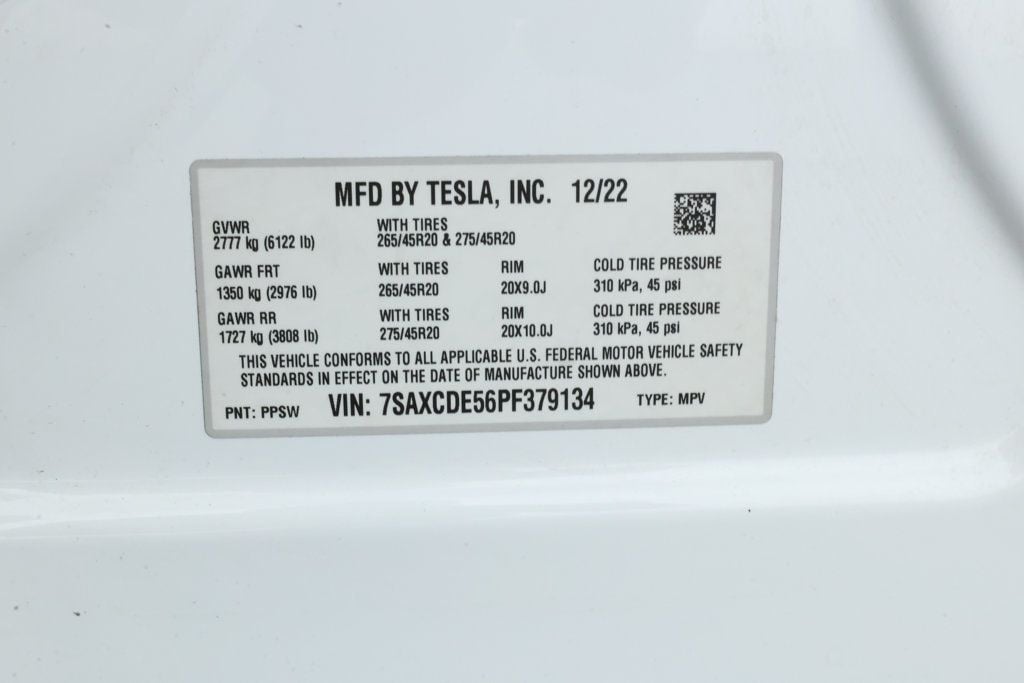 MFD BY TESLA, INC. 12/22
GVWR
2777 kg (6122 lb)
WITH TIRES
265/45R20 & 275/45R20
GAWR FRT WITH TIRES RIM COLD TIRE PRESSURE
1350 kg (2976 lb) 265/45R20 20X9.0J 310 kPa, 45 psi
GAWR RR WITH TIRES RIM COLD TIRE PRESSURE
1727 kg (3808 lb) 275/45R20 20X10.0J 310 kPa, 45 psi
THIS VEHICLE CONFORMS TO ALL APPLICABLE U.S. FEDERAL MOTOR VEHICLE SAFETY
STANDARDS IN EFFECT ON THE DATE OF MANUFACTURE SHOWN ABOVE.
PNT: PPSW VIN: 7SAXCDE56PF379134 TYPE: MPV